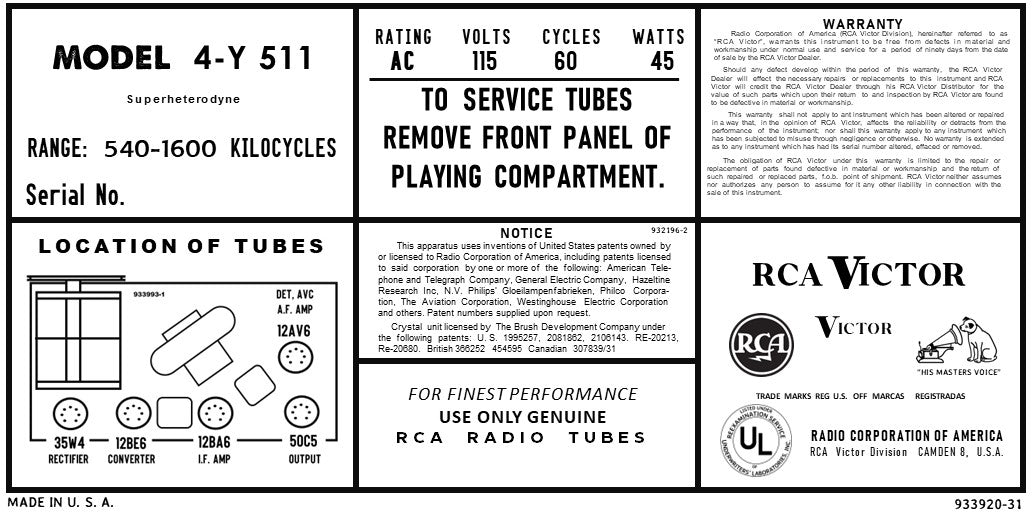 MODEL 4-Y 511
Superheterodyne
RANGE: 540-1600 KILOCYCLES
Serial No.
RATING VOLTS CYCLES WATTS
AC 115 60 45
TO SERVICE TUBES
REMOVE FRONT PANEL OF
PLAYING COMPARTMENT.
WARRANTY
Radio Corporation of America (RCA Victor Division), hereinafter referred to as
"RCA Victor", warrants this instrument to be free from defects in material and
workmanship under normal use and service for a period of ninety days from the date
of sale by the RCA Victor Dealer.
Should any defect develop within the period of this warranty, the RCA Victor
Dealer will effect the necessary repairs or replacements to this instrument and RCA
Victor will credit the RCA Victor Dealer through his RCA Victor Distributor for the
value of such parts which upon their return to and inspection by RCA Victor are found
to be defective in material or workmanship.
This warranty shall not apply to ant instrument which has been altered or repaired
in a way that, in the opinion of RCA Victor, affects the reliability or detracts from the
performance of the instrument; nor shall this warranty apply to any instrument which
has been subjected to misuse through negligence or otherwise. No warranty is extended
as to any instrument which has had its serial number altered, effaced or removed.
The obligation of RCA Victor under this warranty is limited to the repair or
replacement of parts found defective in material or workmanship and the return of
such repaired or replaced parts, f.o.b. point of shipment. RCA Victor neither assumes
nor authorizes any person to assume for it any other liability in connection with the
sale of this instrument.
LOCATION OF TUBES
933993-1
DET, AVC
A.F. AMP
12AV6
35W4 12BE6 12BA6 50C5
RECTIFIER CONVERTER I.F. AMP OUTPUT
NOTICE 932196-2
This apparatus uses inventions of United States patents owned by
or licensed to Radio Corporation of America, including patents licensed
to said corporation by one or more of the following: American Tele-
phone and Telegraph Company, General Electric Company, Hazeltine
Research Inc, N.V. Philips' Gloeilampenfabrieken, Philco Corpora-
tion, The Aviation Corporation, Westinghouse Electric Corporation
and others. Patent numbers supplied upon request.
Crystal unit licensed by The Brush Development Company under
the following patents: U.S. 1995257, 2081862, 2106143. RE-20213,
Re-20680. British 366252 454595 Canadian 307839/31
FOR FINEST PERFORMANCE
USE ONLY GENUINE
RCA RADIO TUBES
RCA VICTOR
VICTOR
RCA
"HIS MASTERS VOICE"
TRADE MARKS REG U.S. OFF MARCAS REGISTRADAS
LISTED UNDER
REEXAMINATION SERVICE
UL
UNDERWRITERS' LABORATORIES, INC.
RADIO CORPORATION OF AMERICA
RCA Victor Division CAMDEN 8, U.S.A.
MADE IN U. S. A.
933920-31